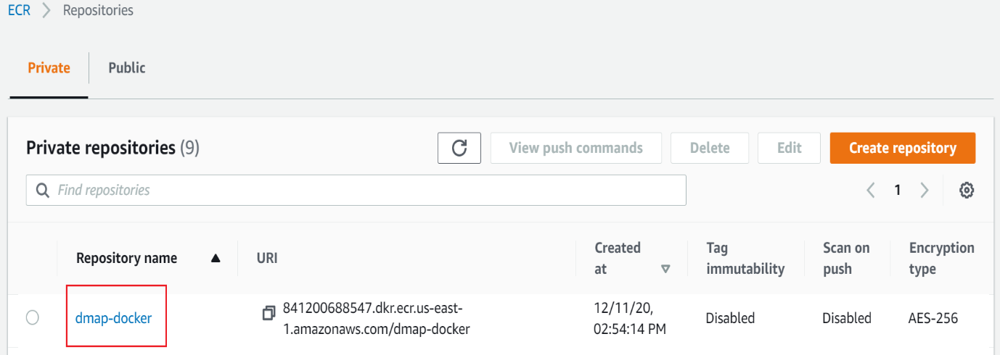 ECR > Repositories
Private Public
Private repositories (9) View push commands Delete Edit Create repository
Find repositories 1
Repository name URI Created at Tag immutability Scan on push Encryption type
dmap-docker 841200688547.dkr.ecr.us-east-1.amazonaws.com/dmap-docker 12/11/20, 02:54:14 PM Disabled Disabled AES-256